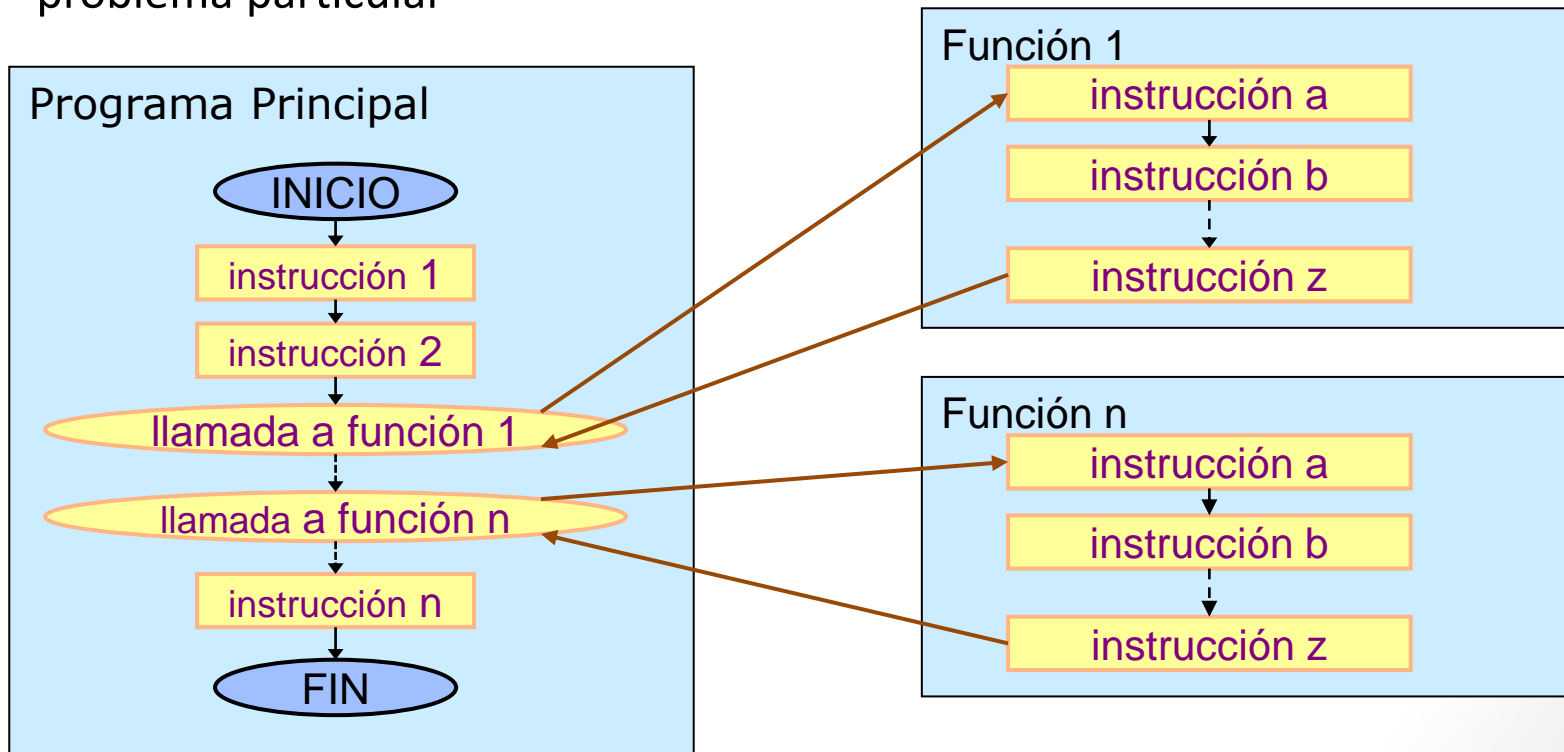 problema particular
Programa Principal
INICIO
instrucción 1
instrucción 2
llamada a función 1
llamada a función n
instrucción n
FIN
Función 1
instrucción a
instrucción b
instrucción z
Función n
instrucción a
instrucción b
instrucción z